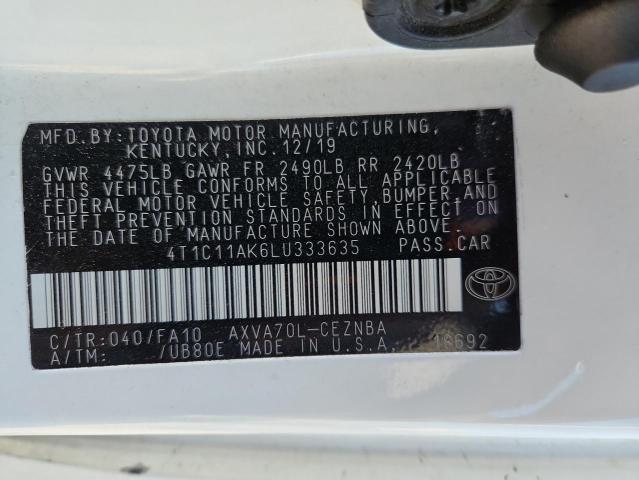 MFD.BY: TOYOTA MOTOR MANUFACTURING,
KENTUCKY, INC. 12/19
GVWR 4475LB GAWR FR 2490LB RR 2420LB
THIS VEHICLE CONFORMS TO ALL APPLICABLE
FEDERAL MOTOR VEHICLE SAFETY, BUMPER, AND
THEFT PREVENTION STANDARDS IN EFFECT
ON THE DATE OF MANUFACTURE SHOWN ABOVE.
4T1C11AK6LU333635 PASS.CAR
C/TR:040/FA10 AXVA70L-CEZNBA
A/TM: /UB80E MADE IN U.S.A. 16692